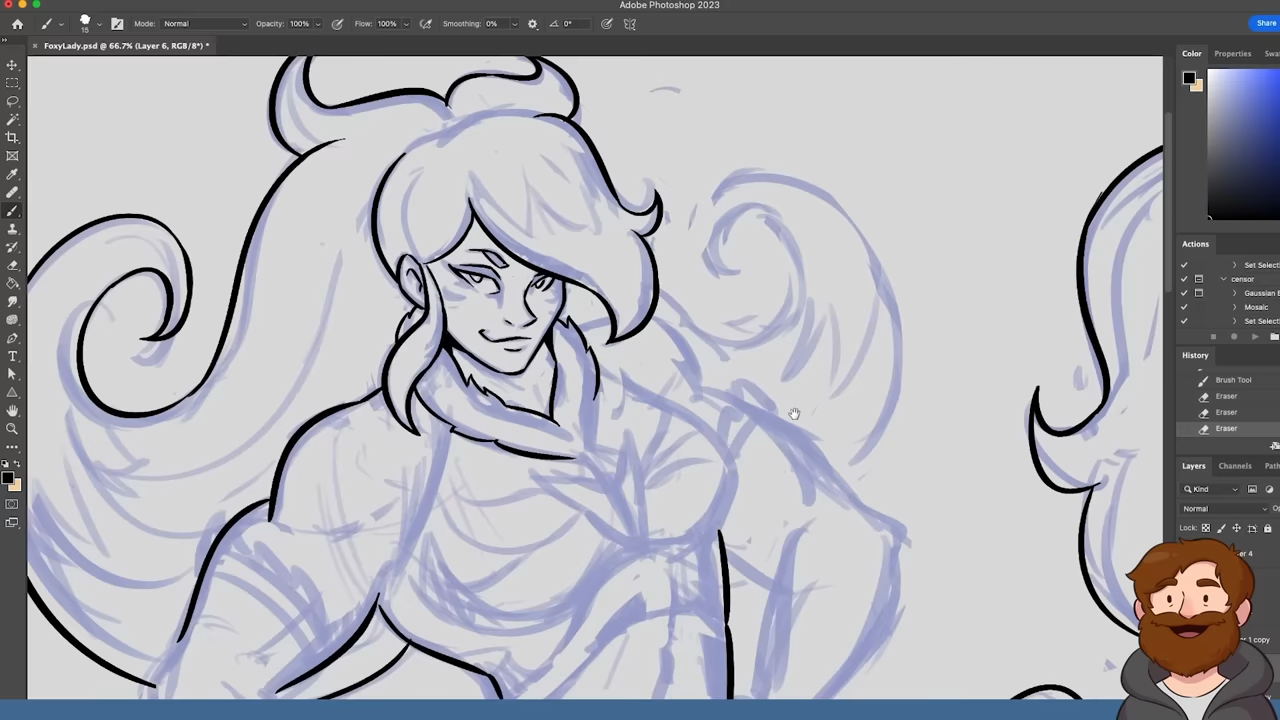 Adobe Photoshop 2023
15
Mode: Normal
Opacity: 100%
Flow: 100%
Smoothing: 0%
0°
Share
FoxyLady.psd @ 66.7% (Layer 6, RGB/8*) *
Color
Properties
Actions
Set Select
censor
Gaussian
Mosaic
Set Select
History
Brush Tool
Eraser
Eraser
Eraser
Layers
Channels
Kind
Normal
Lock: